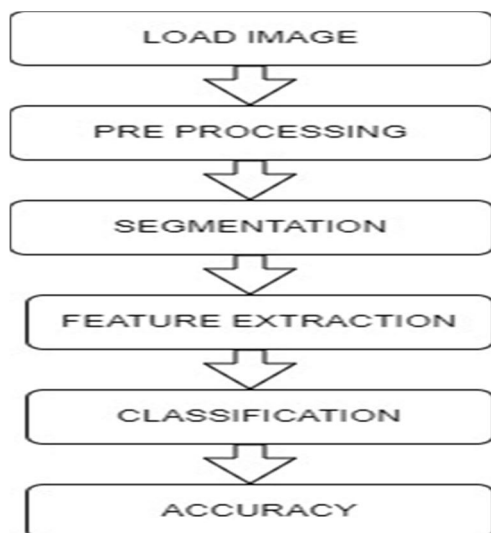 LOAD IMAGE
PRE PROCESSING
SEGMENTATION
FEATURE EXTRACTION
CLASSIFICATION
ACCURACY